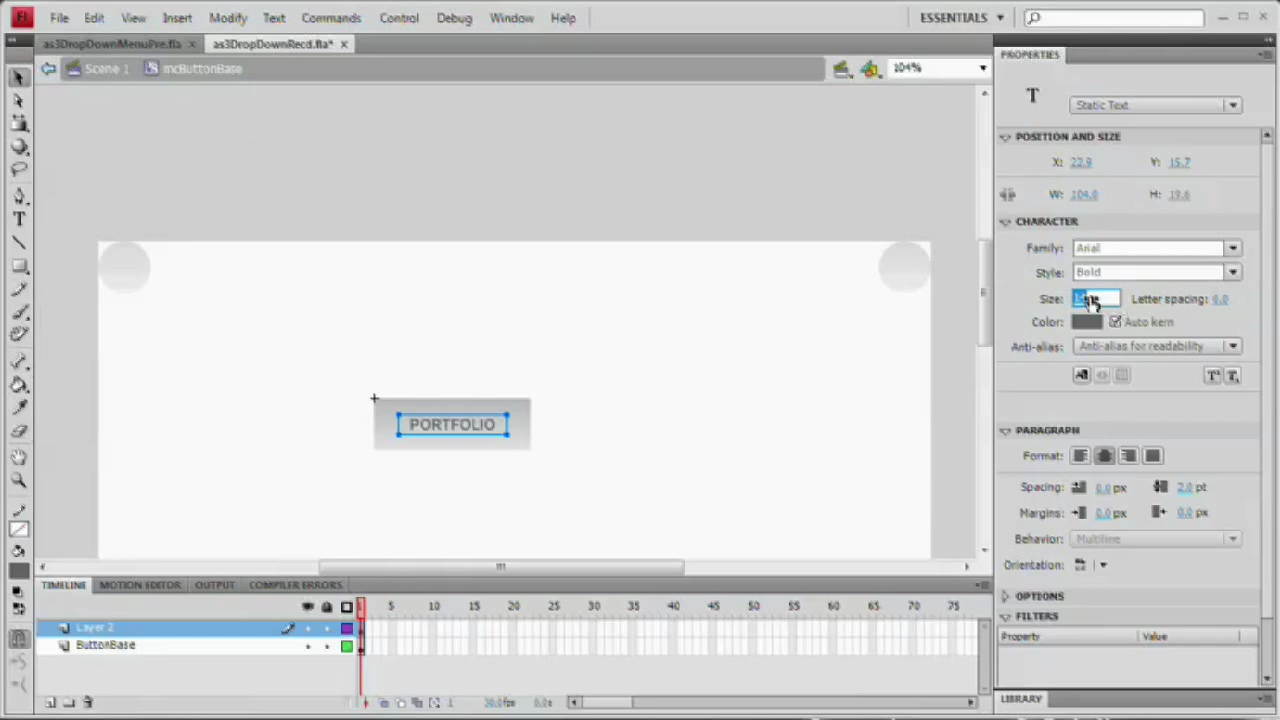 Fl File Edit View Insert Text Commands Control Debug Window Help ESSENTIALS
as3DropDownMenuPre.fla × as3DropDownRecd.fla* ×
Scene 1 mcButtonBase 104%
PROPERTIES
T Static Text
POSITION AND SIZE
X: 22.9 Y: 15.7
W: 104.0 H: 19.6
CHARACTER
Family: Arial
Style: Bold
Size: Letter spacing: 0.0
Color: Auto kern
Anti-alias: Anti-alias for readability
PARAGRAPH
Format:
Spacing: 0.0 px 2.0 pt
Margins: 0.0 px 0.0 px
Behavior: Multiline
Orientation:
OPTIONS
FILTERS
Property Value
LIBRARY
PORTFOLIO
TIMELINE MOTION EDITOR OUTPUT COMPILER ERRORS
5 10 15 20 25 30 35 40 45 50 55 60 65 70 75
Layer 2
ButtonBase
1 30.0fps 0.0s